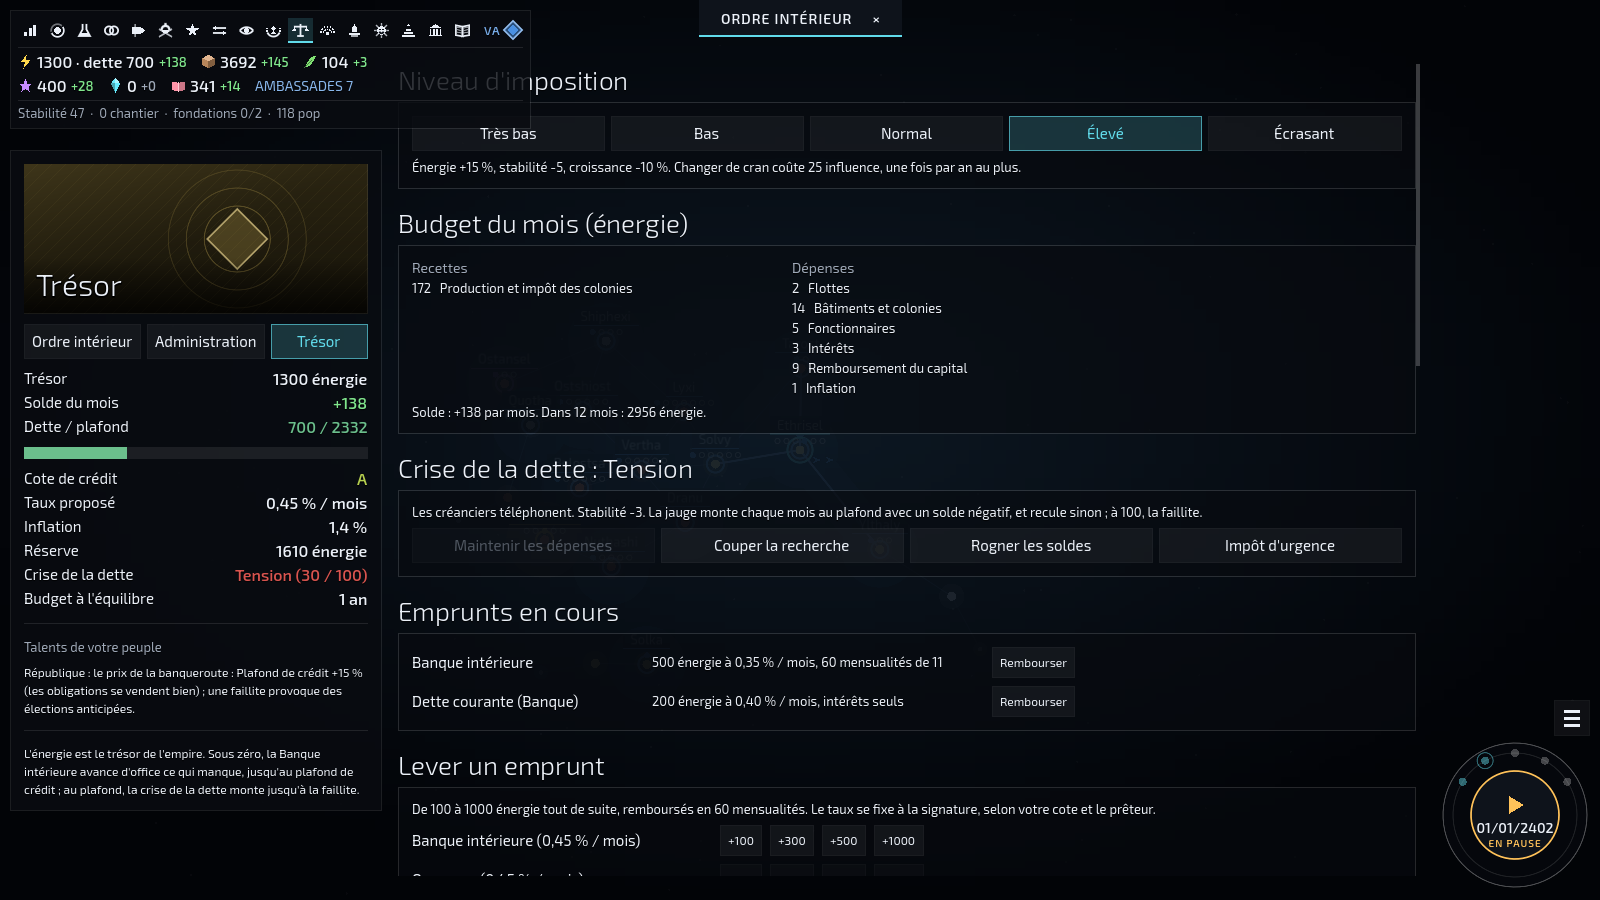 ORDRE INTÉRIEUR ×
VA
1300 · dette 700 +138 3692 +145 104 +3
400 +28 0 +0 341 +14 AMBASSADES 7
Stabilité 47 · 0 chantier · fondations 0/2 · 118 pop
Trésor
Ordre intérieur Administration Trésor
Trésor 1300 énergie
Solde du mois +138
Dette / plafond 700 / 2332
Cote de crédit A
Taux proposé 0,45 % / mois
Inflation 1,4 %
Réserve 1610 énergie
Crise de la dette Tension (30 / 100)
Budget à l'équilibre 1 an
Talents de votre peuple
République : le prix de la banqueroute : Plafond de crédit +15 %
(les obligations se vendent bien) ; une faillite provoque des
élections anticipées.
L'énergie est le trésor de l'empire. Sous zéro, la Banque
intérieure avance d'office ce qui manque, jusqu'au plafond de
crédit ; au plafond, la crise de la dette monte jusqu'à la faillite.
Niveau d'imposition
Très bas Bas Normal Élevé Écrasant
Énergie +15 %, stabilité -5, croissance -10 %. Changer de cran coûte 25 influence, une fois par an au plus.
Budget du mois (énergie)
Recettes
172 Production et impôt des colonies
Dépenses
2 Flottes
14 Bâtiments et colonies
5 Fonctionnaires
3 Intérêts
9 Remboursement du capital
1 Inflation
Solde : +138 par mois. Dans 12 mois : 2956 énergie.
Crise de la dette : Tension
Les créanciers téléphonent. Stabilité -3. La jauge monte chaque mois au plafond avec un solde négatif, et recule sinon ; à 100, la faillite.
Maintenir les dépenses Couper la recherche Rogner les soldes Impôt d'urgence
Emprunts en cours
Banque intérieure 500 énergie à 0,35 % / mois, 60 mensualités de 11 Rembourser
Dette courante (Banque) 200 énergie à 0,40 % / mois, intérêts seuls Rembourser
Lever un emprunt
De 100 à 1000 énergie tout de suite, remboursés en 60 mensualités. Le taux se fixe à la signature, selon votre cote et le prêteur.
Banque intérieure (0,45 % / mois) +100 +300 +500 +1000
Vertha
Solvy
01/01/2402
EN PAUSE